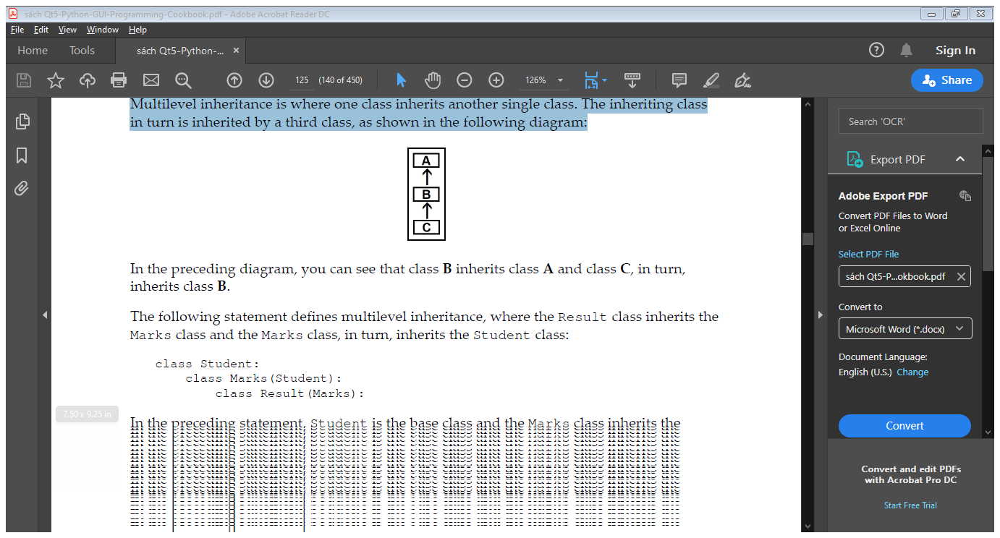 sách Qt5-Python-GUI-Programming-Cookbook.pdf - Adobe Acrobat Reader DC
File Edit View Window Help
Home Tools sách Qt5-Python-... × Sign In
125 (140 of 450) 126% Share
Multilevel inheritance is where one class inherits another single class. The inheriting class
in turn is inherited by a third class, as shown in the following diagram:
A
B
C
In the preceding diagram, you can see that class B inherits class A and class C, in turn,
inherits class B.
The following statement defines multilevel inheritance, where the Result class inherits the
Marks class and the Marks class, in turn, inherits the Student class:
class Student:
class Marks(Student):
class Result(Marks):
7.50 x 9.25 in
In the preceding statement, Student is the base class and the Marks class inherits the
Search 'OCR'
Export PDF
Adobe Export PDF
Convert PDF Files to Word
or Excel Online
Select PDF File
sách Qt5-P...okbook.pdf
Convert to
Microsoft Word (*.docx)
Document Language:
English (U.S.) Change
Convert
Convert and edit PDFs
with Acrobat Pro DC
Start Free Trial